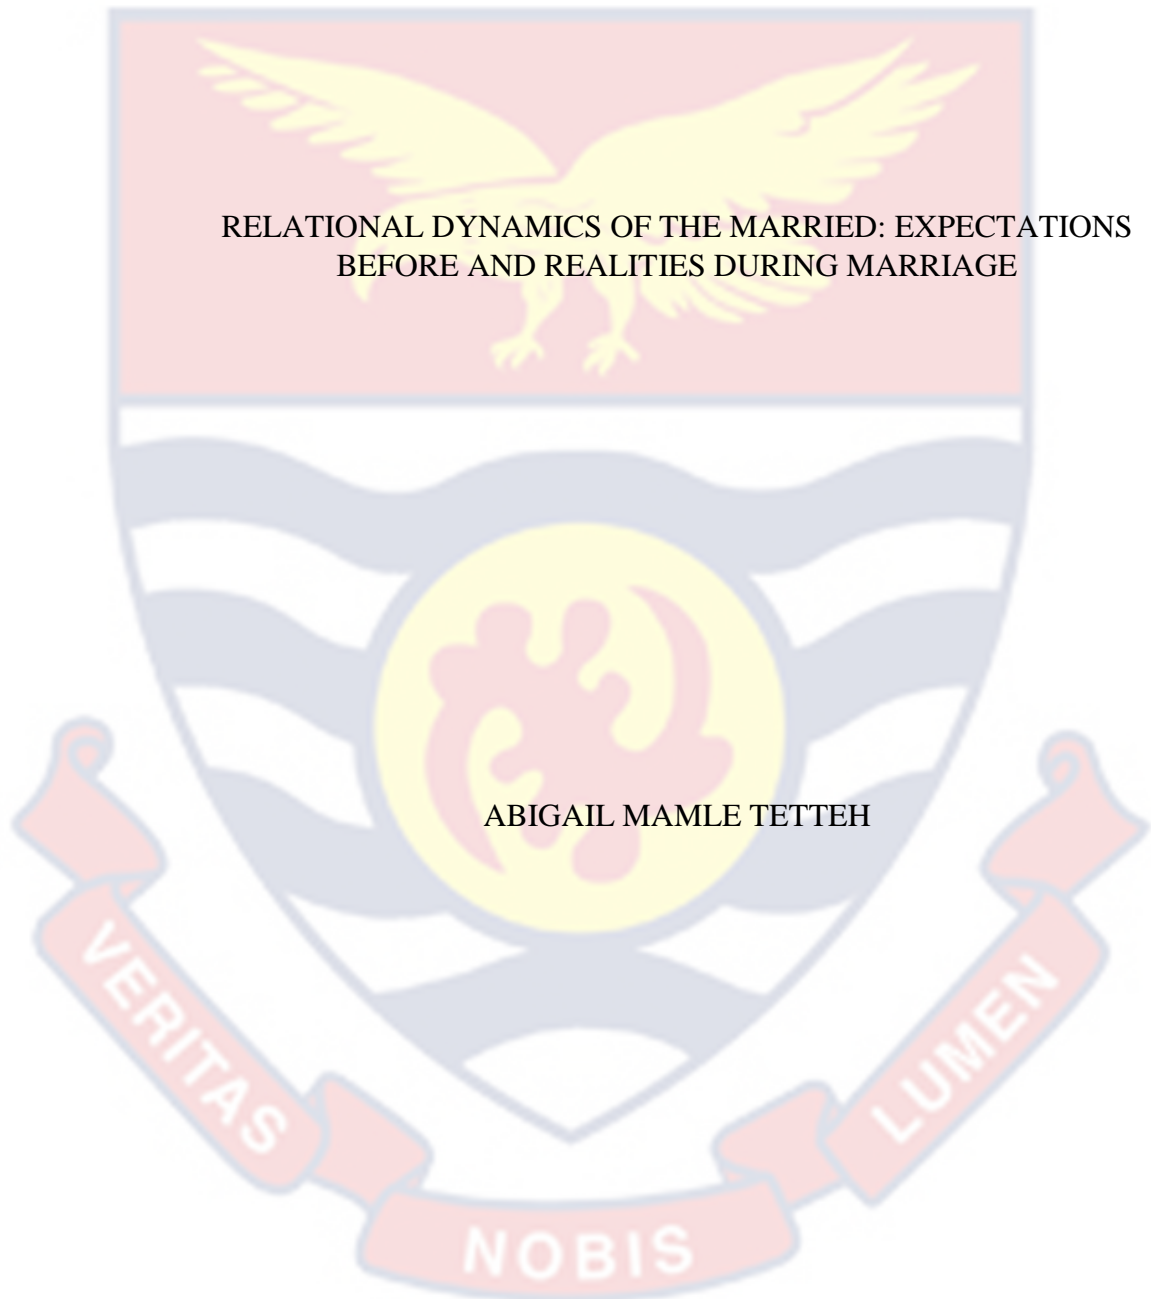 RELATIONAL DYNAMICS OF THE MARRIED: EXPECTATIONS
BEFORE AND REALITIES DURING MARRIAGE
ABIGAIL MAMLE TETTEH
VERITAS
NOBIS
LUMEN